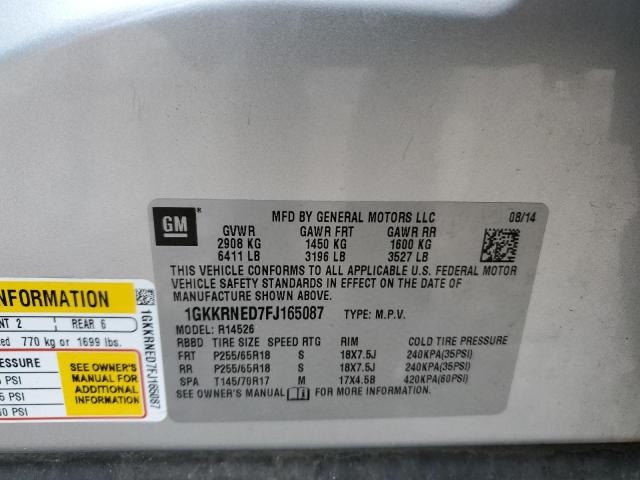 GM
MFD BY GENERAL MOTORS LLC 08/14
GVWR GAWR FRT GAWR RR
2908 KG 1450 KG 1600 KG
6411 LB 3196 LB 3527 LB
THIS VEHICLE CONFORMS TO ALL APPLICABLE U.S. FEDERAL MOTOR
VEHICLE SAFETY STANDARDS IN EFFECT ON THE DATE OF
MANUFACTURE SHOWN ABOVE.
1GKKRNED7FJ165087 TYPE: M.P.V.
MODEL: R14526
RBBD TIRE SIZE SPEED RTG RIM COLD TIRE PRESSURE
FRT P255/65R18 S 18X7.5J 240KPA(35PSI)
RR P255/65R18 S 18X7.5J 240KPA(35PSI)
SPA T145/70R17 M 17X4.5B 420KPA(60PSI)
SEE OWNER'S MANUAL FOR MORE INFORMATION.
INFORMATION
NT 2 REAR 6
ed 770 kg or 1699 lbs.
ESSURE
PSI
5 PSI
60 PSI
SEE OWNER'S
MANUAL FOR
ADDITIONAL
INFORMATION
1GKKRNED7FJ165087